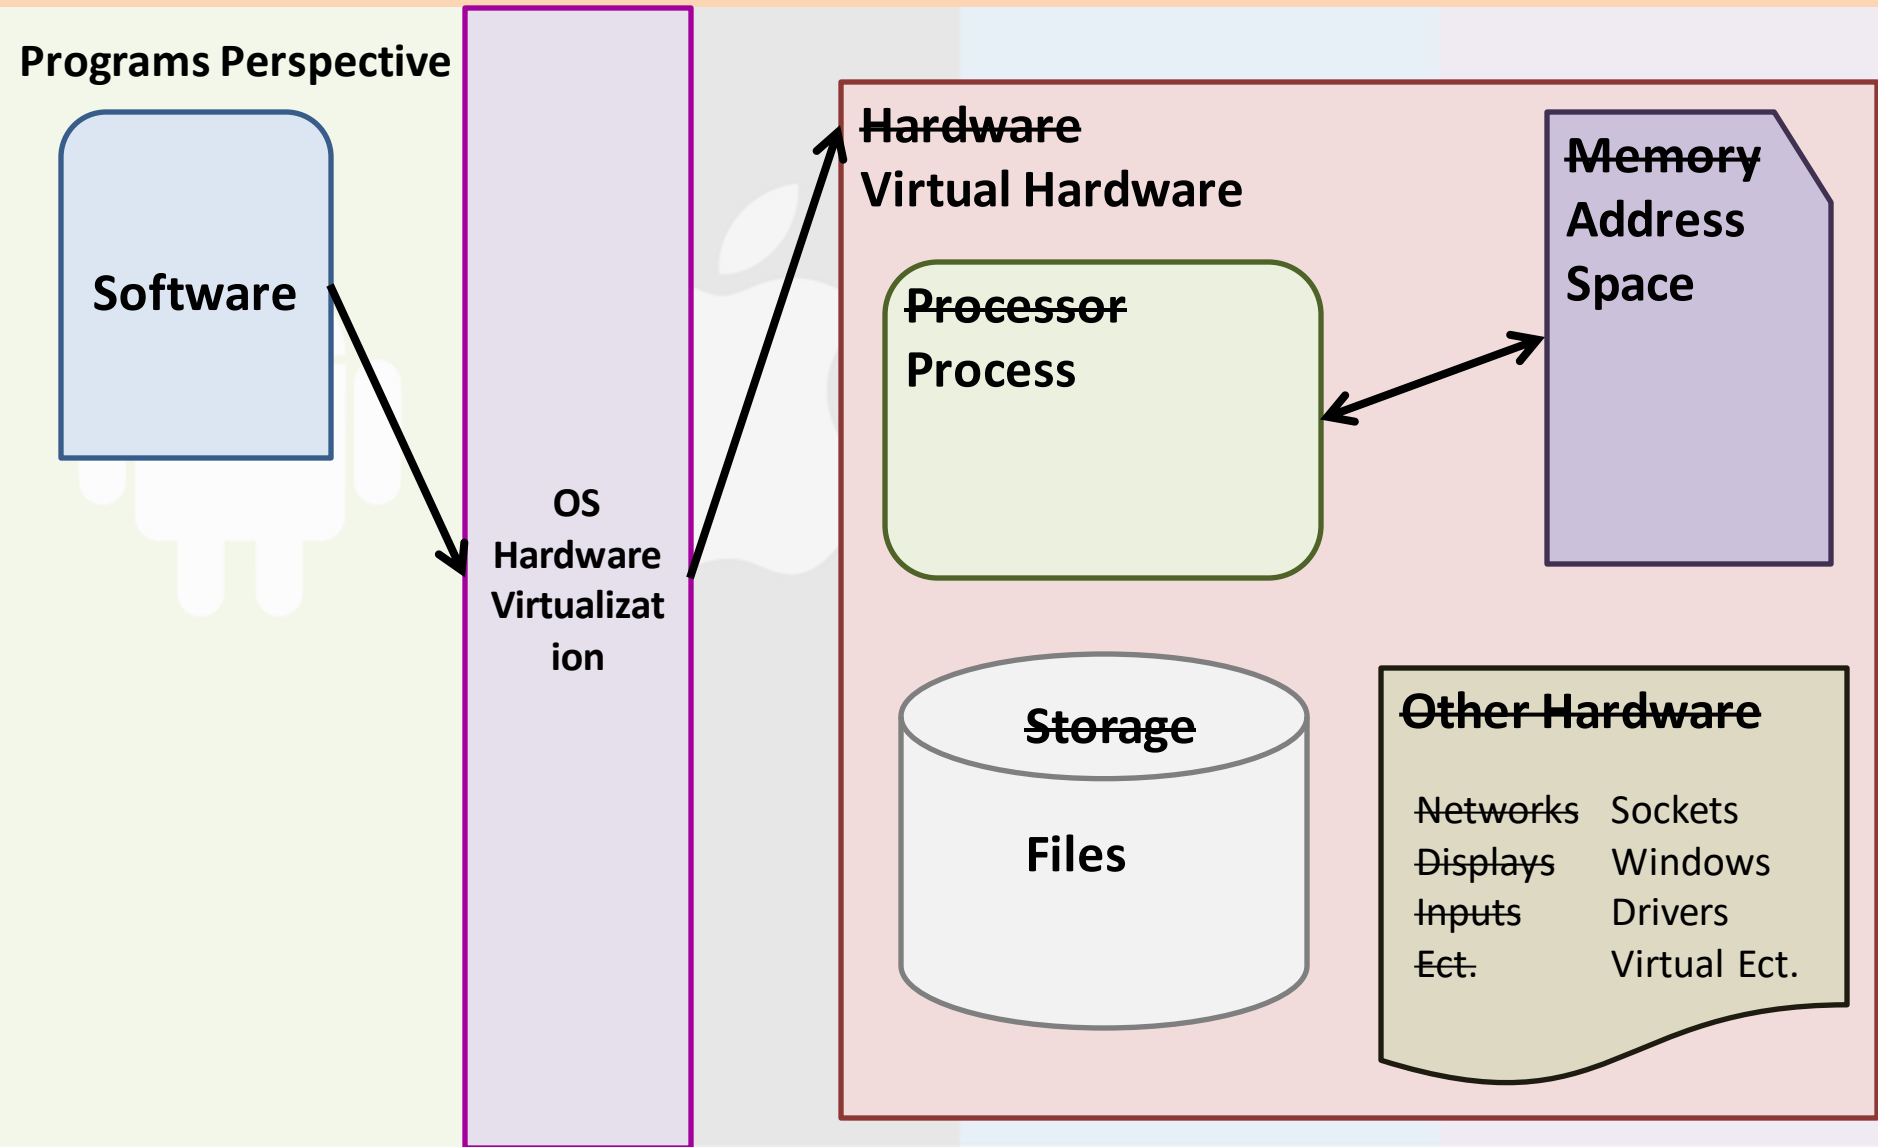 Programs Perspective
Software
OS
Hardware
Virtualizat
ion
Hardware
Virtual Hardware
Processor
Process
Memory
Address
Space
Storage
Files
Other Hardware
Networks Sockets
Displays Windows
Inputs Drivers
Ect. Virtual Ect.